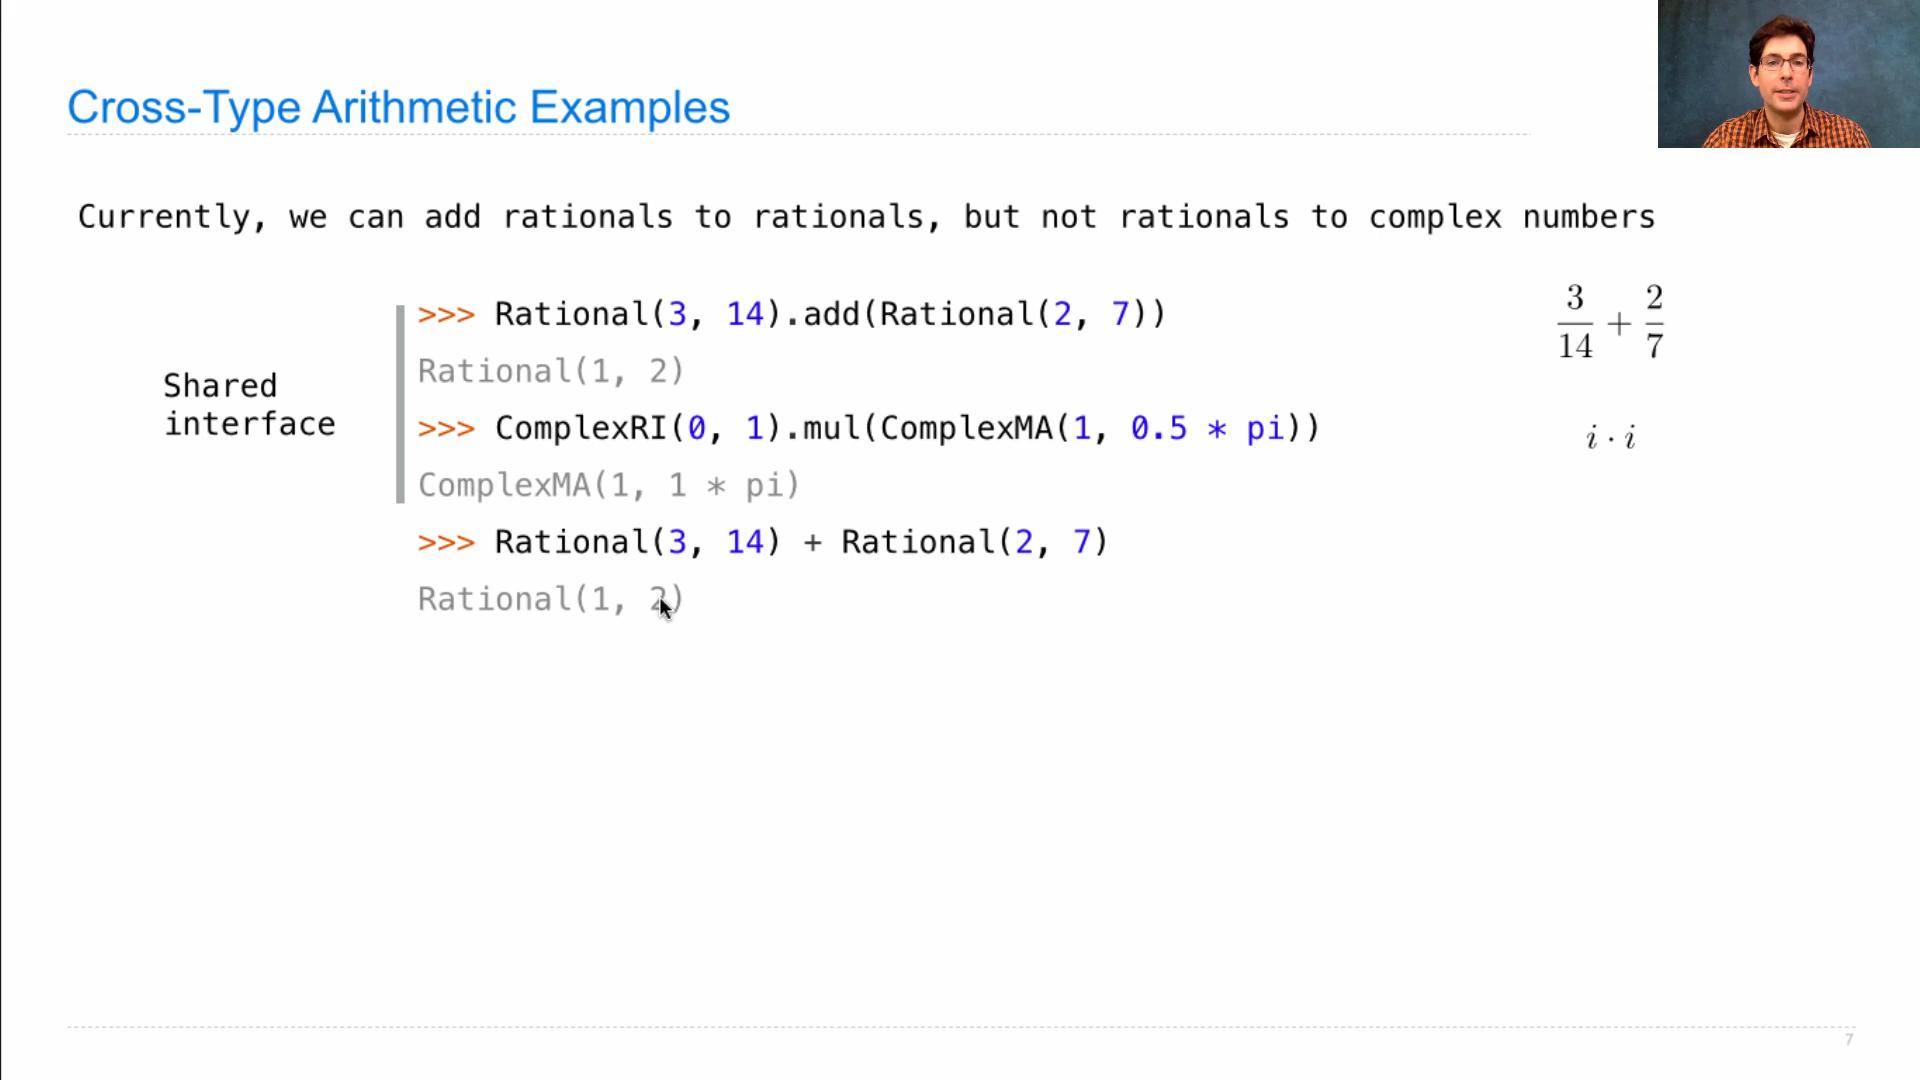 Cross-Type Arithmetic Examples
Currently, we can add rationals to rationals, but not rationals to complex numbers
Shared
interface
>>> Rational(3, 14).add(Rational(2, 7))
Rational(1, 2)
>>> ComplexRI(0, 1).mul(ComplexMA(1, 0.5 * pi))
ComplexMA(1, 1 * pi)
>>> Rational(3, 14) + Rational(2, 7)
Rational(1, 2)
3/14 + 2/7
i · i
7